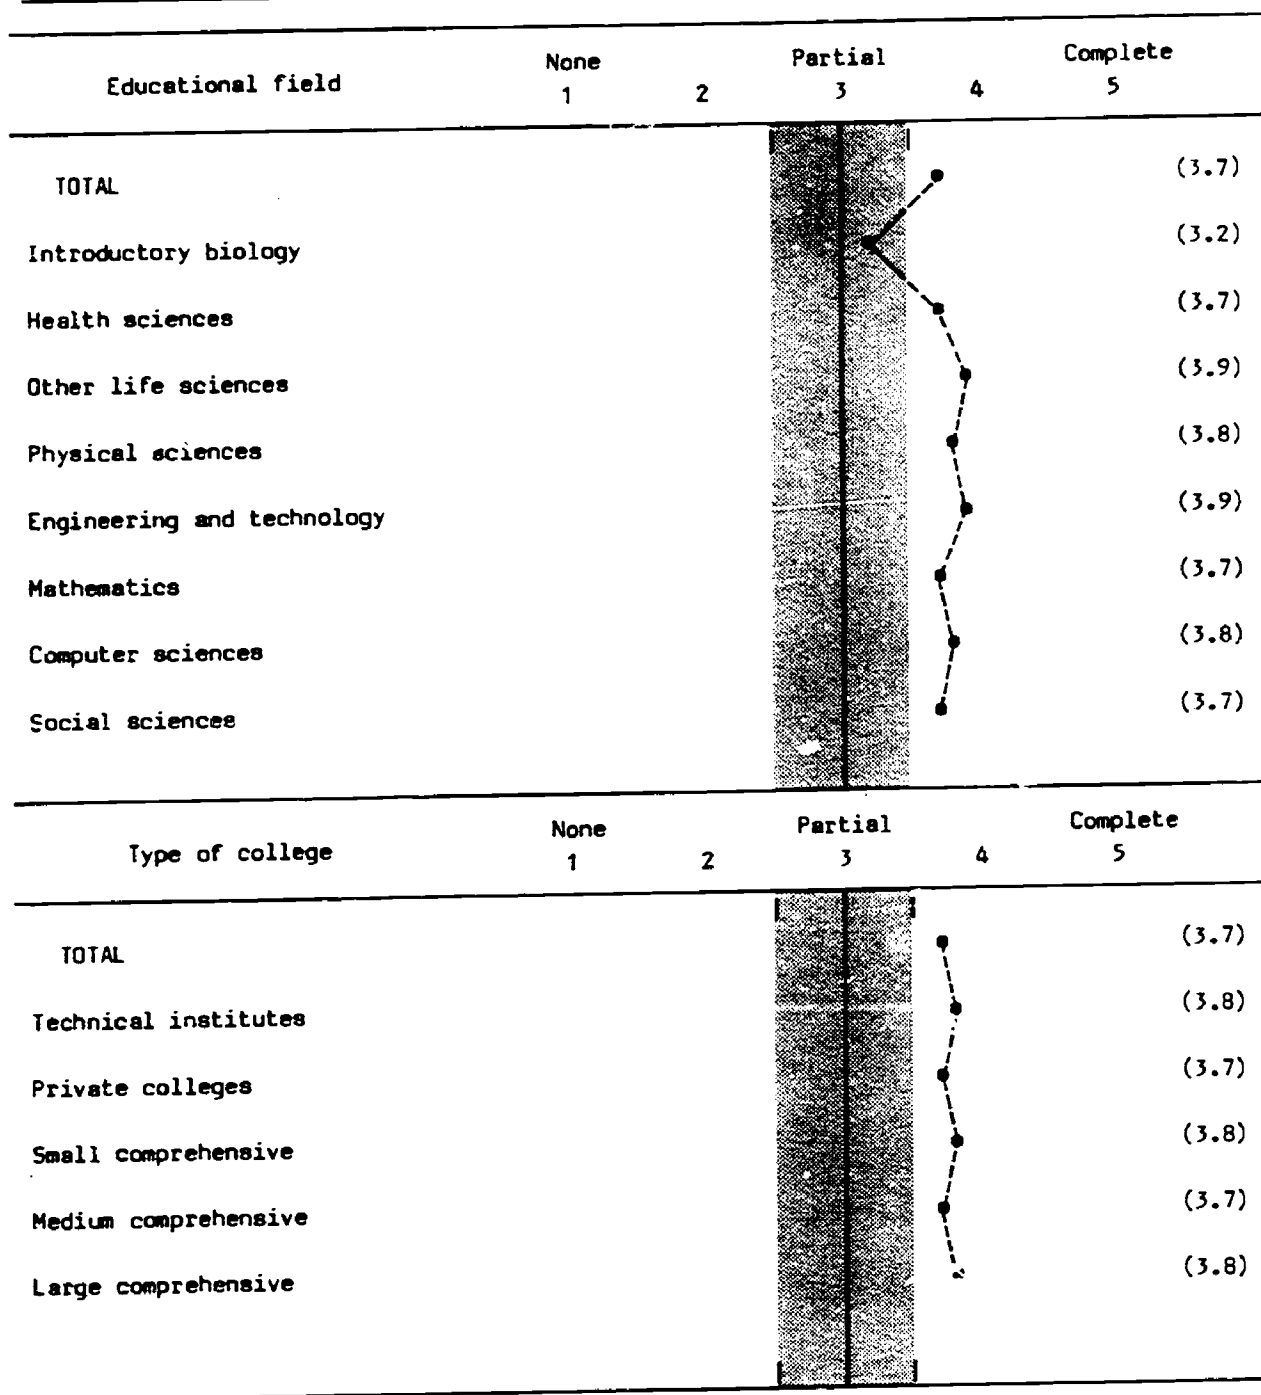 None Partial Complete
Educational field 1 2 3 4 5
TOTAL (3.7)
Introductory biology (3.2)
Health sciences (3.7)
Other life sciences (3.9)
Physical sciences (3.8)
Engineering and technology (3.9)
Mathematics (3.7)
Computer sciences (3.8)
Social sciences (3.7)
None Partial Complete
Type of college 1 2 3 4 5
TOTAL (3.7)
Technical institutes (3.8)
Private colleges (3.7)
Small comprehensive (3.8)
Medium comprehensive (3.7)
Large comprehensive (3.8)